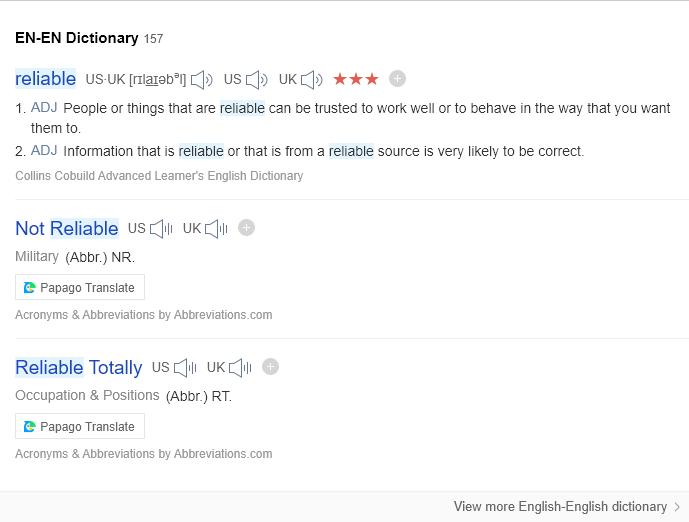 EN-EN Dictionary 157
reliable US·UK [rɪlaɪəbᵊl] US UK ★★★
1. ADJ People or things that are reliable can be trusted to work well or to behave in the way that you want
them to.
2. ADJ Information that is reliable or that is from a reliable source is very likely to be correct.
Collins Cobuild Advanced Learner's English Dictionary
Not Reliable US UK
Military (Abbr.) NR.
Papago Translate
Acronyms & Abbreviations by Abbreviations.com
Reliable Totally US UK
Occupation & Positions (Abbr.) RT.
Papago Translate
Acronyms & Abbreviations by Abbreviations.com
View more English-English dictionary >